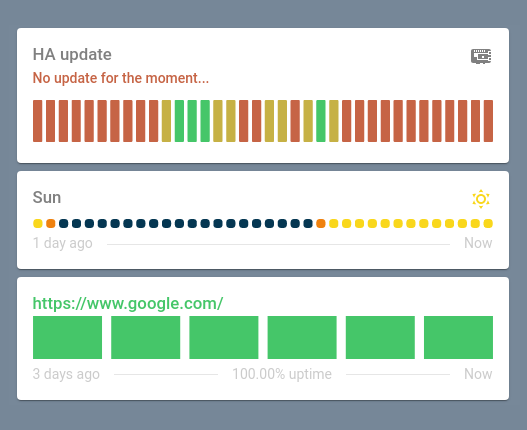 HA update
No update for the moment...
Sun
1 day ago Now
https://www.google.com/
3 days ago 100.00% uptime Now